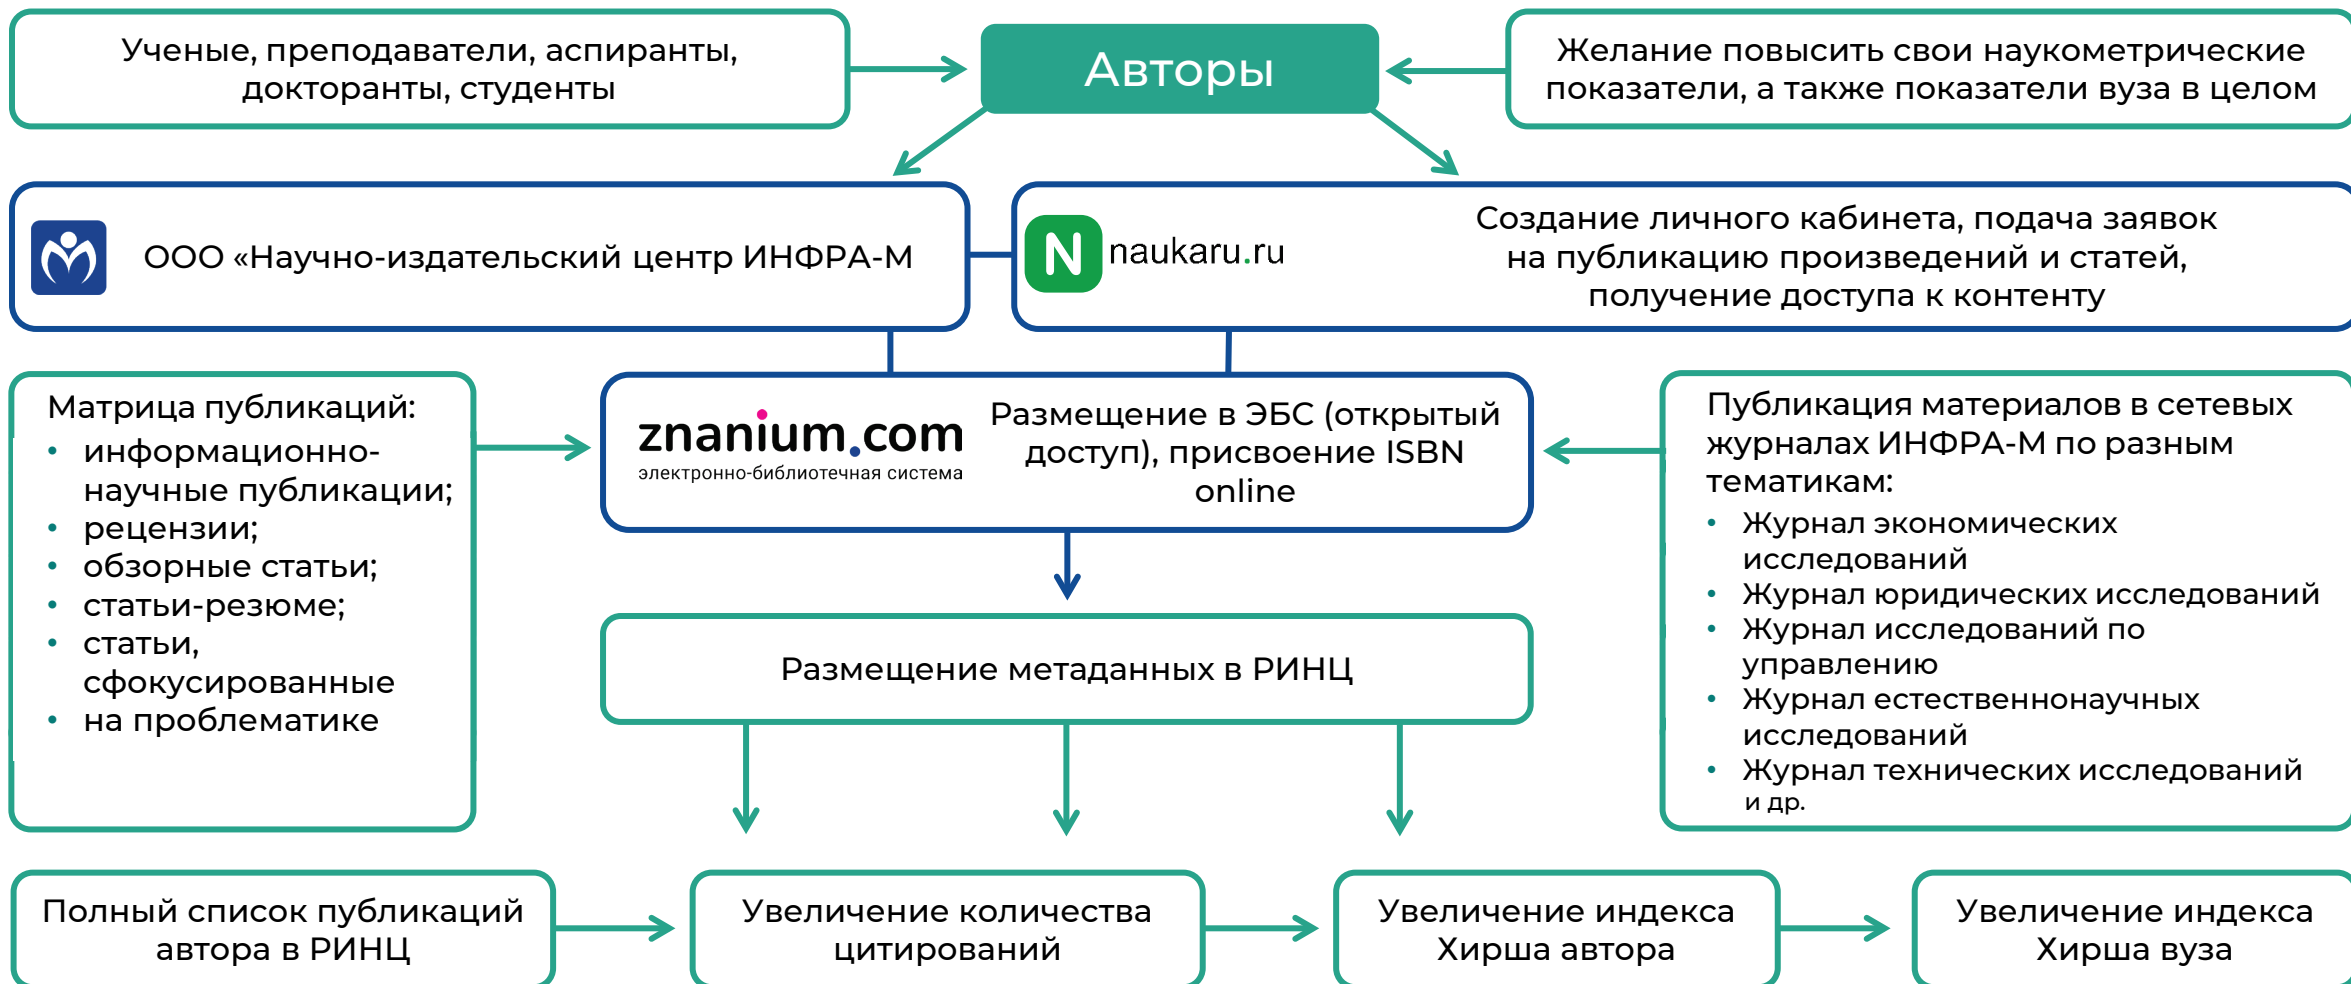 Ученые, преподаватели, аспиранты,
докторанты, студенты
Авторы
Желание повысить свои наукометрические
показатели, а также показатели вуза в целом
ООО «Научно-издательский центр ИНФРА-М
N naukaru.ru
Создание личного кабинета, подача заявок
на публикацию произведений и статей,
получение доступа к контенту
Матрица публикаций:
• информационно-
научные публикации;
• рецензии;
• обзорные статьи;
• статьи-резюме;
• статьи,
сфокусированные
• на проблематике
znanium.com
электронно-библиотечная система
Размещение в ЭБС (открытый
доступ), присвоение ISBN
online
Публикация материалов в сетевых
журналах ИНФРА-М по разным
тематикам:
• Журнал экономических
исследований
• Журнал юридических исследований
• Журнал исследований по
управлению
• Журнал естественнонаучных
исследований
• Журнал технических исследований
и др.
Размещение метаданных в РИНЦ
Полный список публикаций
автора в РИНЦ
Увеличение количества
цитирований
Увеличение индекса
Хирша автора
Увеличение индекса
Хирша вуза